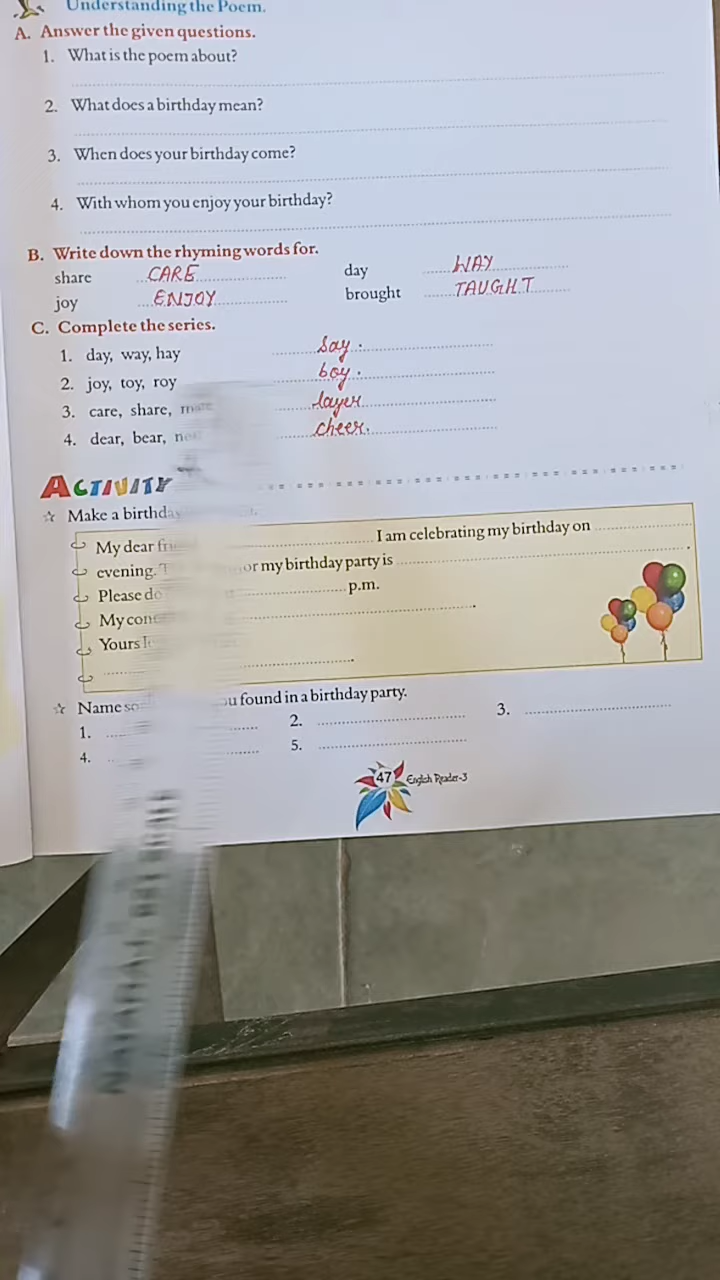 Understanding the Poem.
A. Answer the given questions.
1. What is the poem about?
2. What does a birthday mean?
3. When does your birthday come?
4. With whom you enjoy your birthday?
B. Write down the rhyming words for.
share CARE day WAY
joy ENJOY brought TAUGHT
C. Complete the series.
1. day, way, hay say.
2. joy, toy, roy boy.
3. care, share, layer
4. dear, bear, cheer.
ACTIVITY
☆ Make a birthday
My dear I am celebrating my birthday on
evening. my birthday party is
Please do p.m.
My
Yours
☆ Name found in a birthday party.
1. 2. 3.
4. 5.
47 English Reader-3